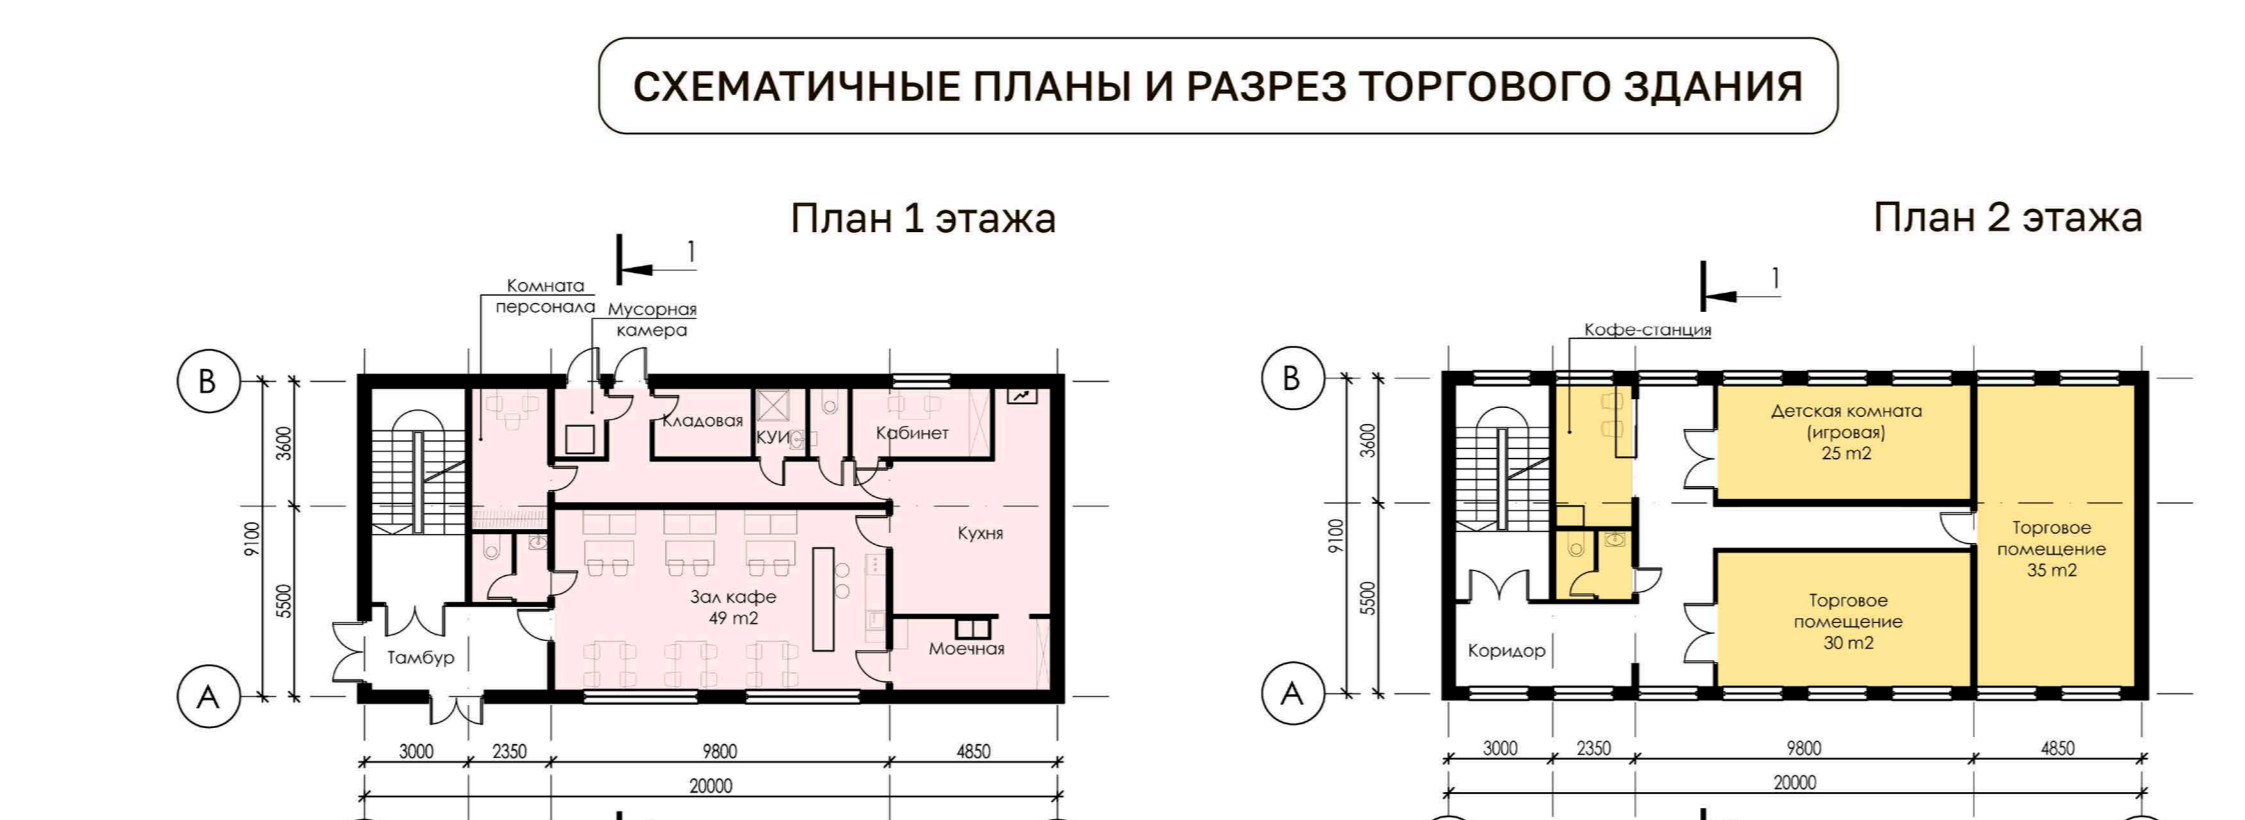 СХЕМАТИЧНЫЕ ПЛАНЫ И РАЗРЕЗ ТОРГОВОГО ЗДАНИЯ
План 1 этажа
1
Комната
персонала
Мусорная
камера
В
А
3600
5500
9100
Кладовая
КУИ
Кабинет
Кухня
Зал кафе
49 m2
Моечная
Тамбур
3000
2350
9800
4850
20000
План 2 этажа
1
Кофе-станция
В
А
3600
5500
9100
Детская комната
(игровая)
25 m2
Торговое
помещение
35 m2
Торговое
помещение
30 m2
Коридор
3000
2350
9800
4850
20000